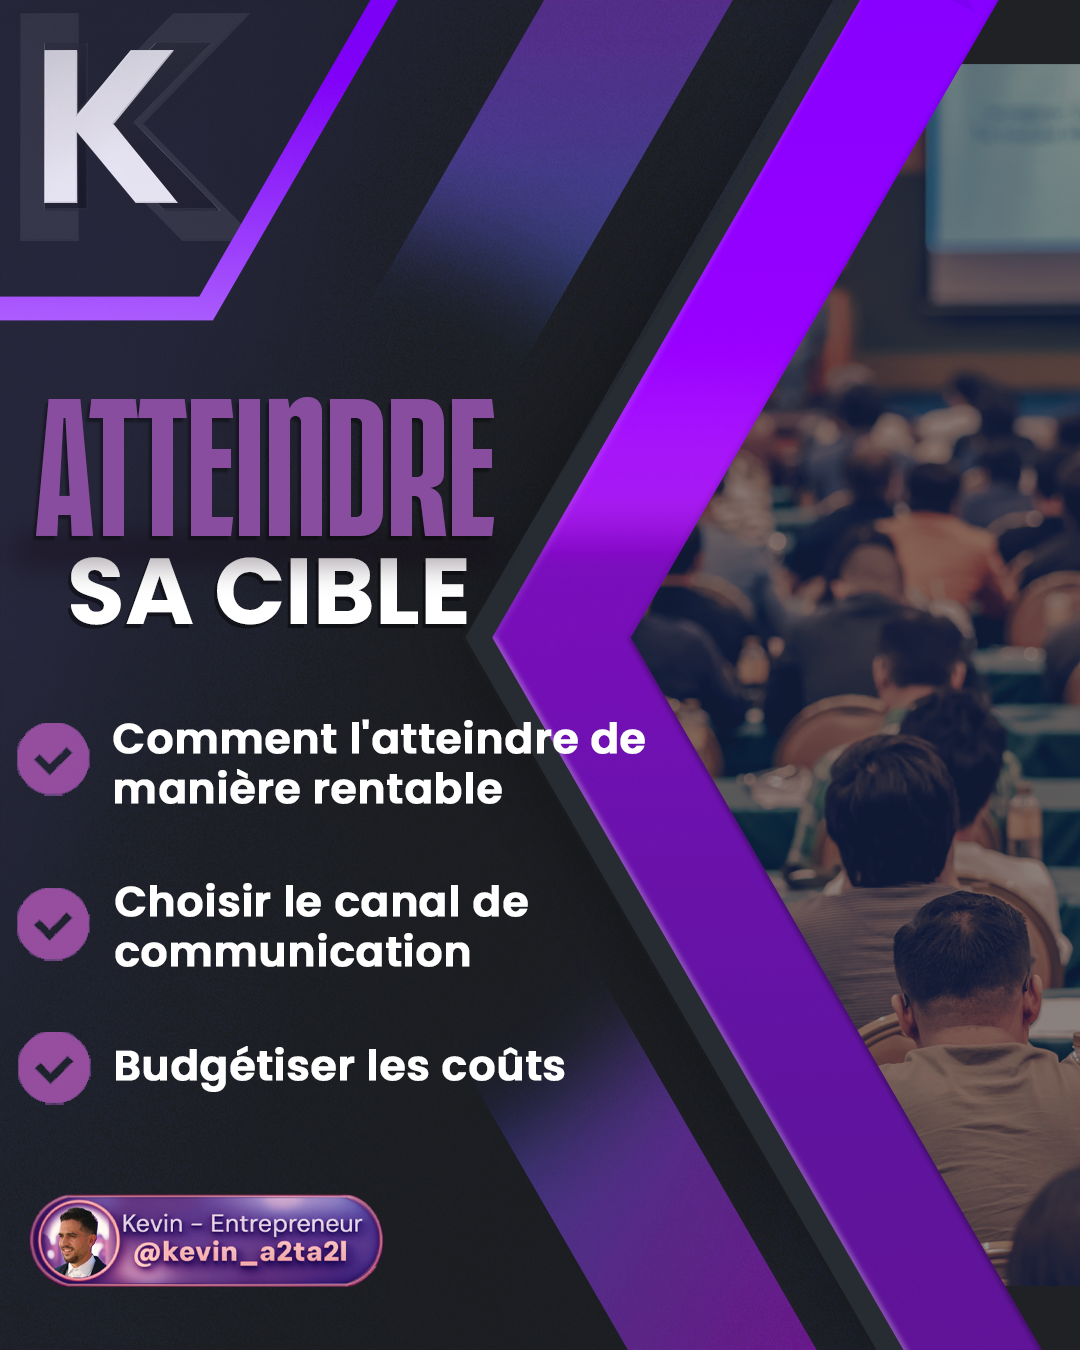 K
ATTEINDRE
SA CIBLE
Comment l'atteindre de
manière rentable
Choisir le canal de
communication
Budgétiser les coûts
Kevin - Entrepreneur
@kevin_a2ta2l